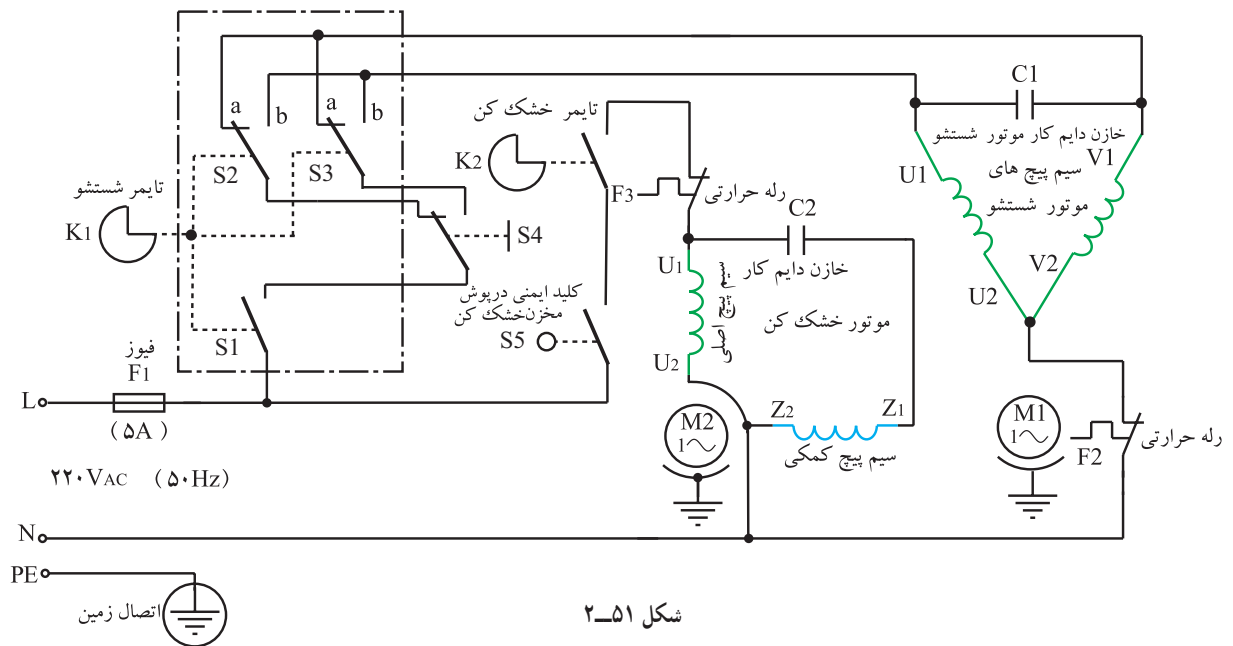 a
b
a
b
S2
S3
تایمر شستشو
K1
S4
S1
فیوز
F1
L
(۵A)
۲۲۰VAC (۵۰Hz)
N
PE
اتصال زمین
تایمر خشک کن
K2
کلید ایمنی درپوش
مخزن خشک کن
S5
F3
رله حرارتی
C2
خازن دایم کار
U1
سیم پیچ اصلی
U2
موتور خشک کن
M2
1
Z2
Z1
سیم پیچ کمکی
C1
خازن دایم کار موتور شستشو
سیم پیچ های
موتور شستشو
U1
V1
U2
V2
M1
1
F2
رله حرارتی
شکل ۵۱ــ۲